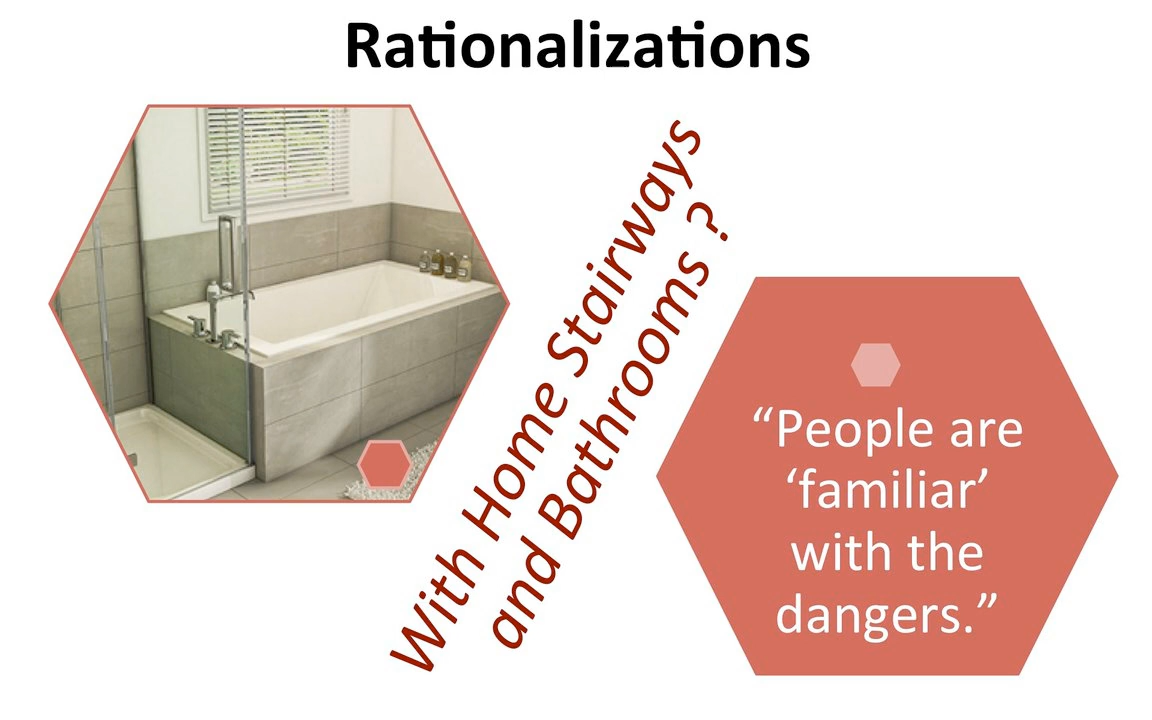 Rationalizations
With Home Stairways
and Bathrooms ?
“People are
‘familiar’
with the
dangers.”